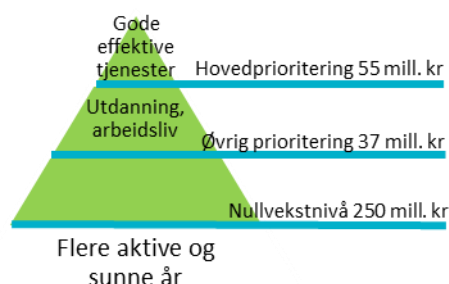 Gode
effektive
tjenester
Hovedprioritering 55 mill. kr
Utdanning,
arbeidsliv
Øvrig prioritering 37 mill. kr
Nullvekstnivå 250 mill. kr
Flere aktive og
sunne år